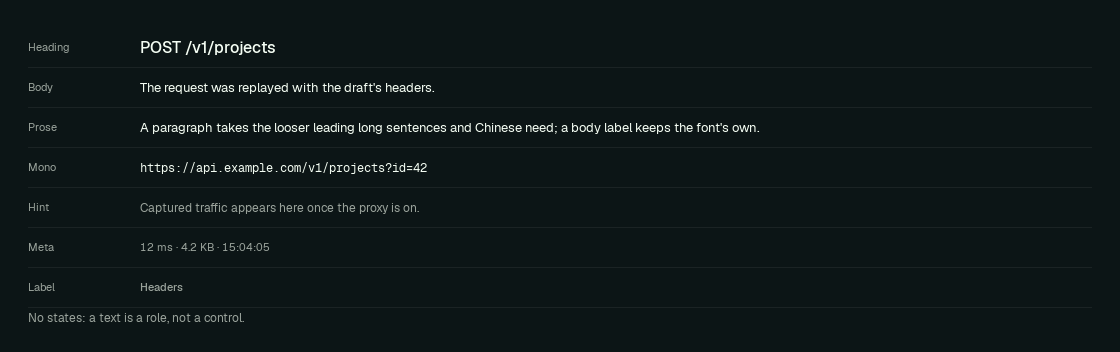 Heading
POST /v1/projects
Body
The request was replayed with the draft's headers.
Prose
A paragraph takes the looser leading long sentences and Chinese need; a body label keeps the font's own.
Mono
https://api.example.com/v1/projects?id=42
Hint
Captured traffic appears here once the proxy is on.
Meta
12 ms · 4.2 KB · 15:04:05
Label
Headers
No states: a text is a role, not a control.